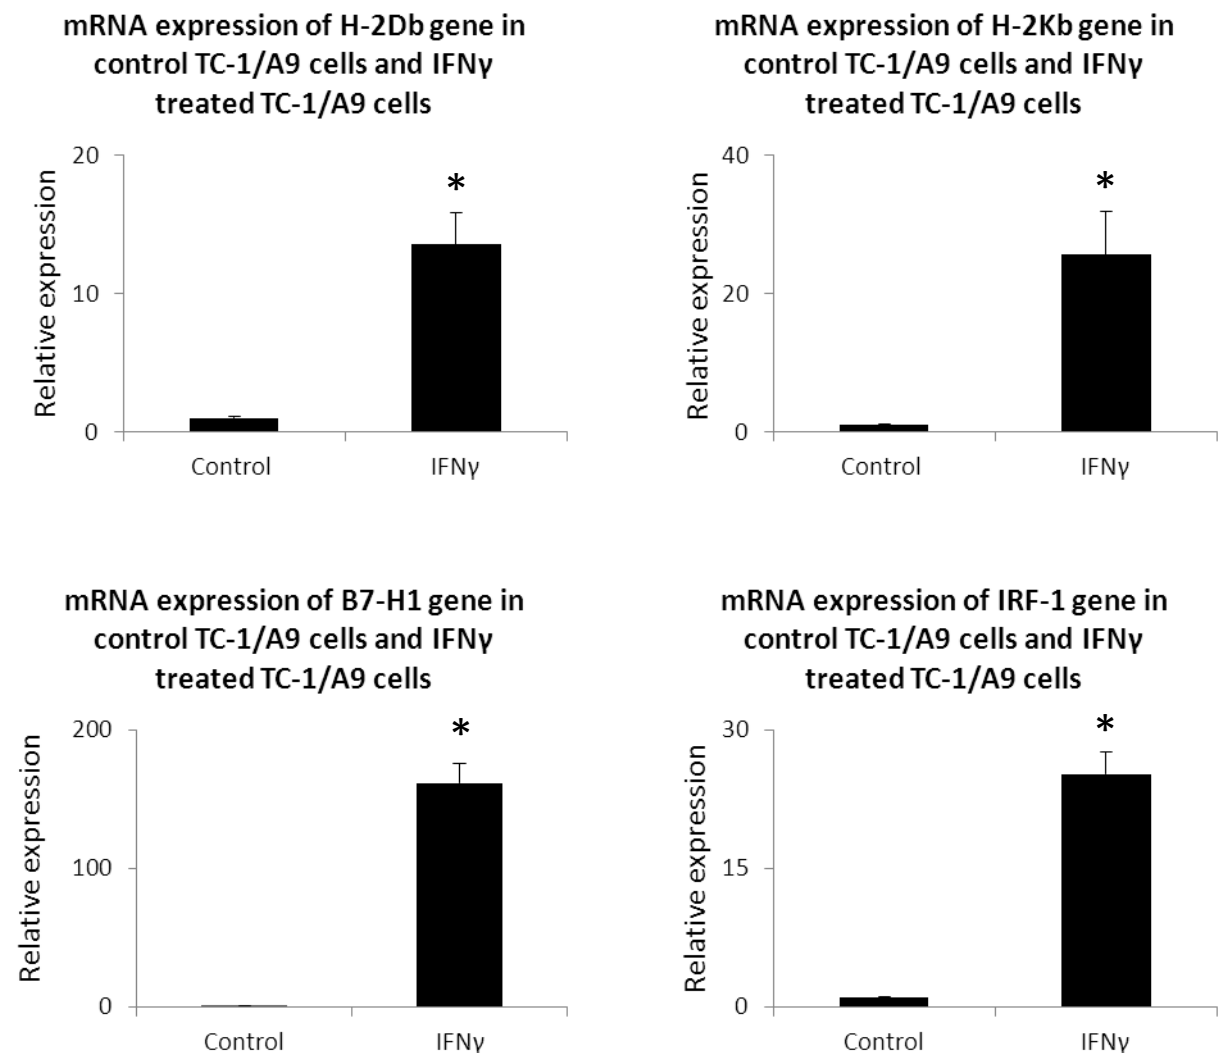 mRNA expression of H-2Db gene in
control TC-1/A9 cells and IFNγ
treated TC-1/A9 cells
Relative expression
20
10
0
*
Control
IFNγ
mRNA expression of H-2Kb gene in
control TC-1/A9 cells and IFNγ
treated TC-1/A9 cells
Relative expression
40
20
0
*
Control
IFNγ
mRNA expression of B7-H1 gene in
control TC-1/A9 cells and IFNγ
treated TC-1/A9 cells
Relative expression
200
100
0
*
Control
IFNγ
mRNA expression of IRF-1 gene in
control TC-1/A9 cells and IFNγ
treated TC-1/A9 cells
Relative expression
30
15
0
*
Control
IFNγ